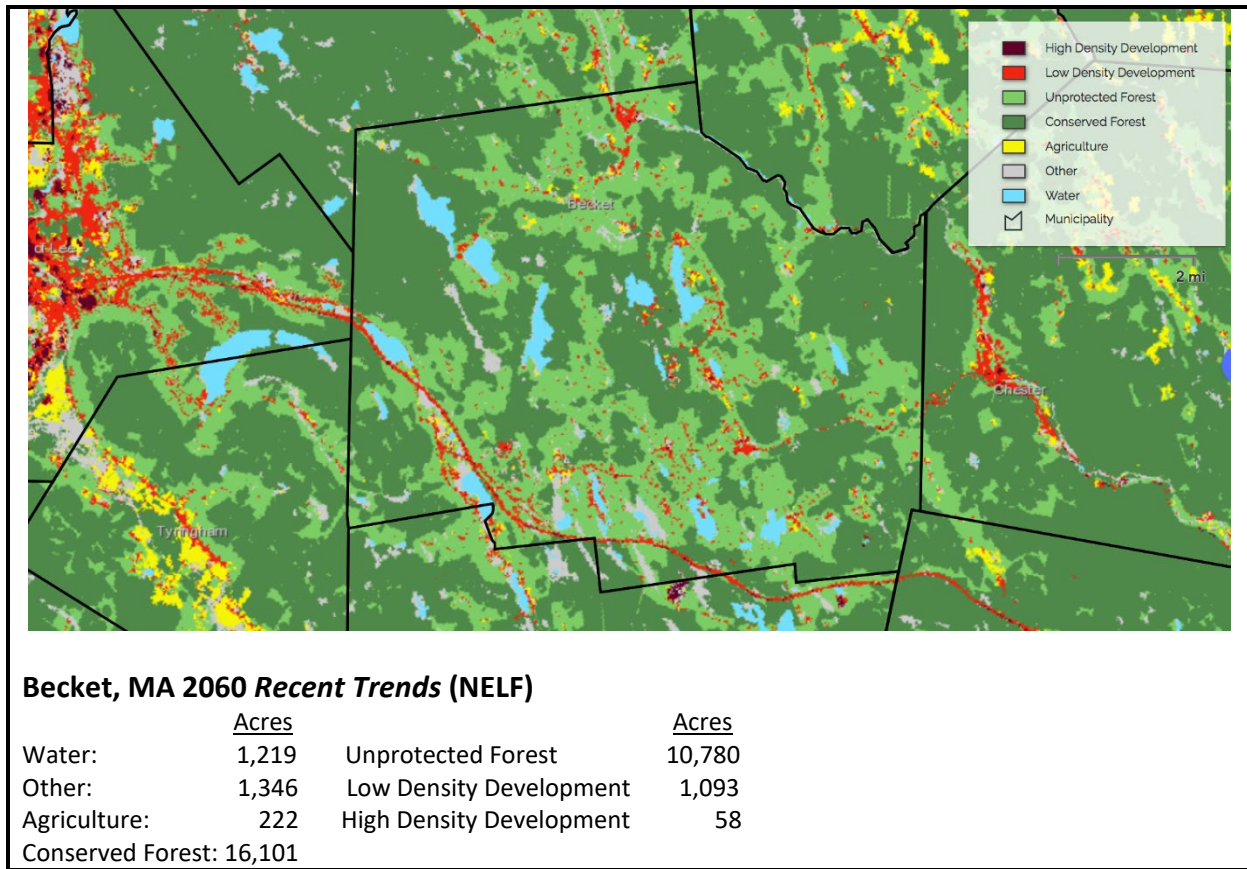 High Density Development
Low Density Development
Unprotected Forest
Conserved Forest
Agriculture
Other
Water
Municipality
2 mi
Becket
Lee
Chester
Tyringham
Becket, MA 2060 Recent Trends (NELF)
Acres Acres
Water: 1,219 Unprotected Forest 10,780
Other: 1,346 Low Density Development 1,093
Agriculture: 222 High Density Development 58
Conserved Forest: 16,101